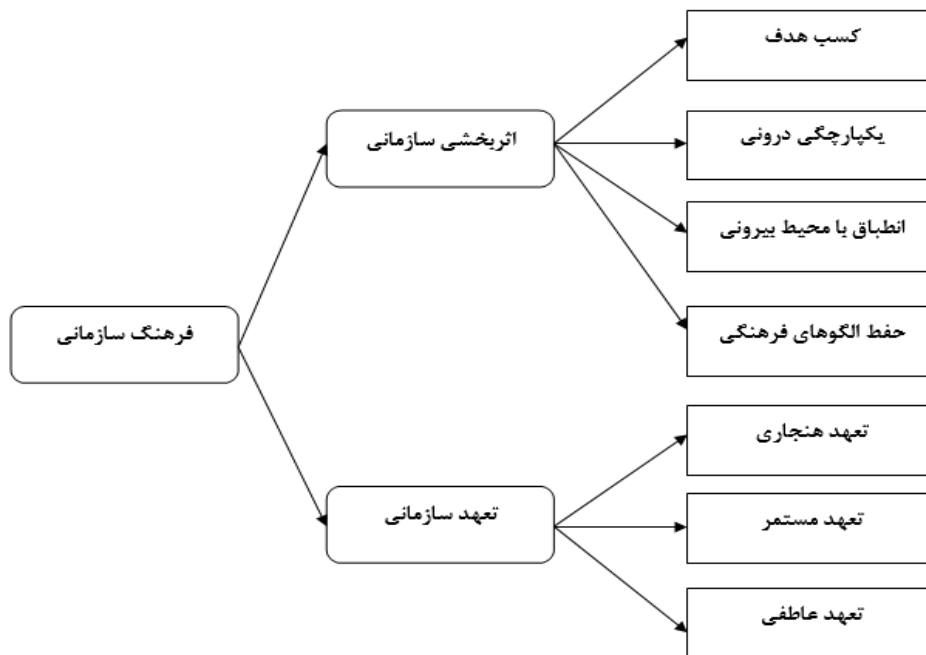 کسب هدف
اثربخشی سازمانی
یکپارچگی درونی
انطباق با محیط بیرونی
فرهنگ سازمانی
حفظ الگوهای فرهنگی
تعهد هنجاری
تعهد سازمانی
تعهد مستمر
تعهد عاطفی